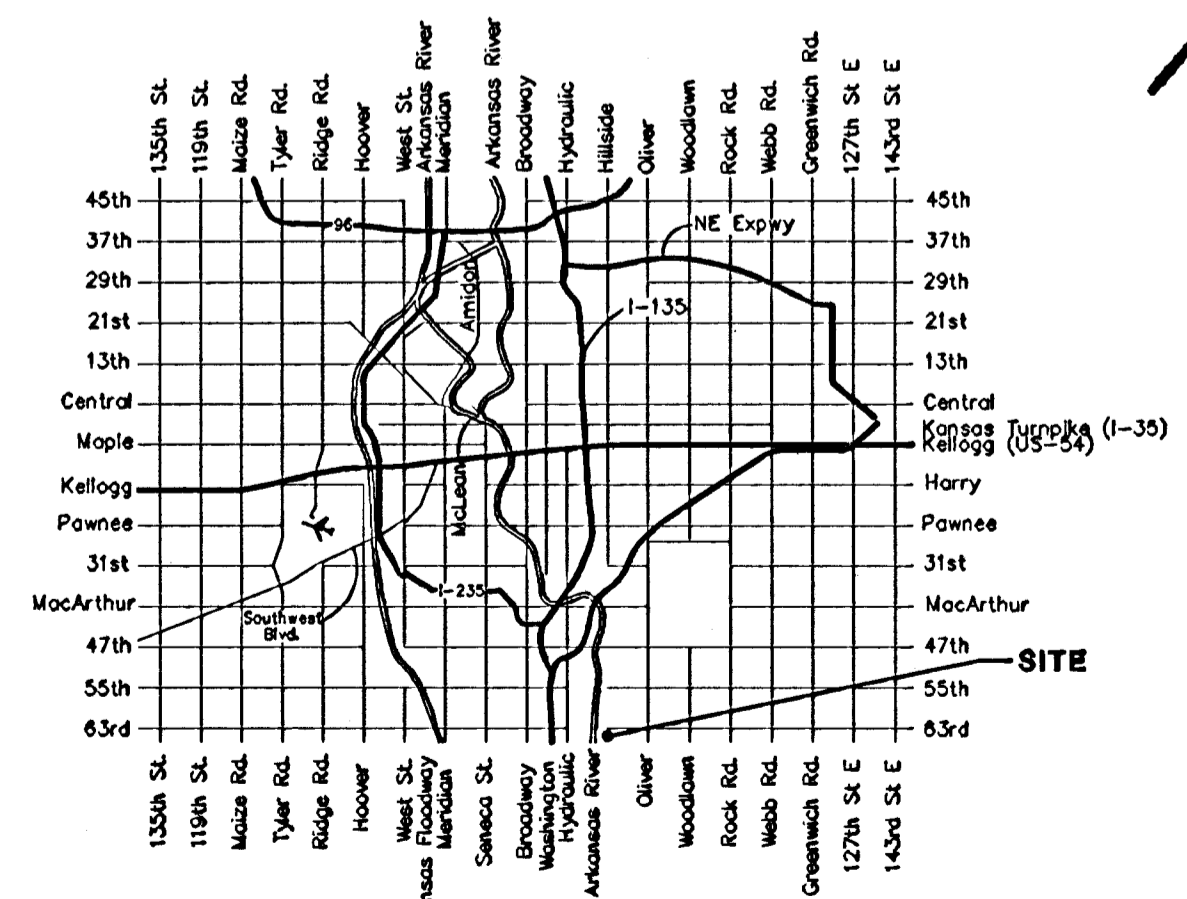 135th St.
119th St.
Maize Rd.
Tyler Rd.
Ridge Rd.
Hoover
West St.
Arkansas River
Meridian
Arkansas River
Broadway
Hydraulic
Hillside
Oliver
Woodlawn
Rock Rd.
Webb Rd.
Greenwich Rd.
127th St E
143rd St E
45th
37th
29th
21st
13th
Central
Maple
Kellogg
Pawnee
31st
MacArthur
47th
55th
63rd
96
Amidon
NE Expwy
I-135
McLean
I-235
Southwest
Blvd.
45th
37th
29th
21st
13th
Central
Kansas Turnpike (I-35)
Kellogg (US-54)
Harry
Pawnee
31st
MacArthur
47th
SITE
55th
63rd
135th St.
119th St.
Maize Rd.
Tyler Rd.
Ridge Rd.
Hoover
West St.
nsas Floodway
Meridian
Seneca St.
Broadway
Washington
Hydraulic
Arkansas River
Oliver
Woodlawn
Rock Rd.
Webb Rd.
Greenwich Rd.
127th St E
143rd St E